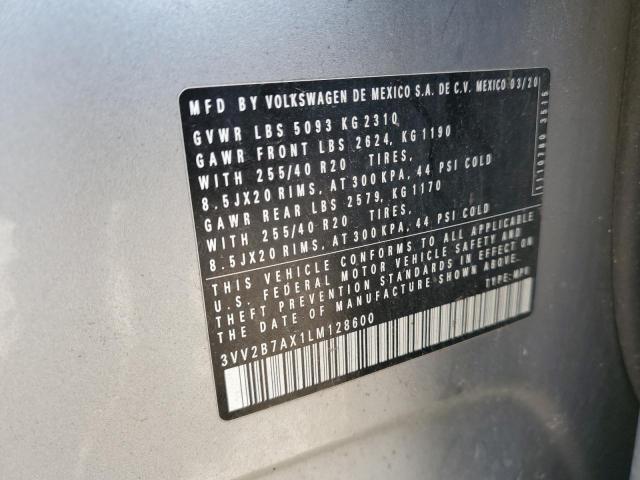 MFD BY VOLKSWAGEN DE MEXICO S.A. DE C.V. MEXICO 03/20
GVWR LBS 5093 KG 2310
GAWR FRONT LBS 2624, KG 1190
WITH 255/40 R20 TIRES,
8.5JX20 RIMS, AT 300 KPA, 44 PSI COLD
GAWR REAR LBS 2579, KG 1170
WITH 255/40 R20 TIRES,
8.5JX20 RIMS, AT 300 KPA, 44 PSI COLD
THIS VEHICLE CONFORMS TO ALL APPLICABLE
U.S. FEDERAL MOTOR VEHICLE SAFETY AND
THEFT PREVENTION STANDARDS IN EFFECT ON
THE DATE OF MANUFACTURE SHOWN ABOVE.
3VV2B7AX1LM128600
TYPE: MPV
1110780 3515